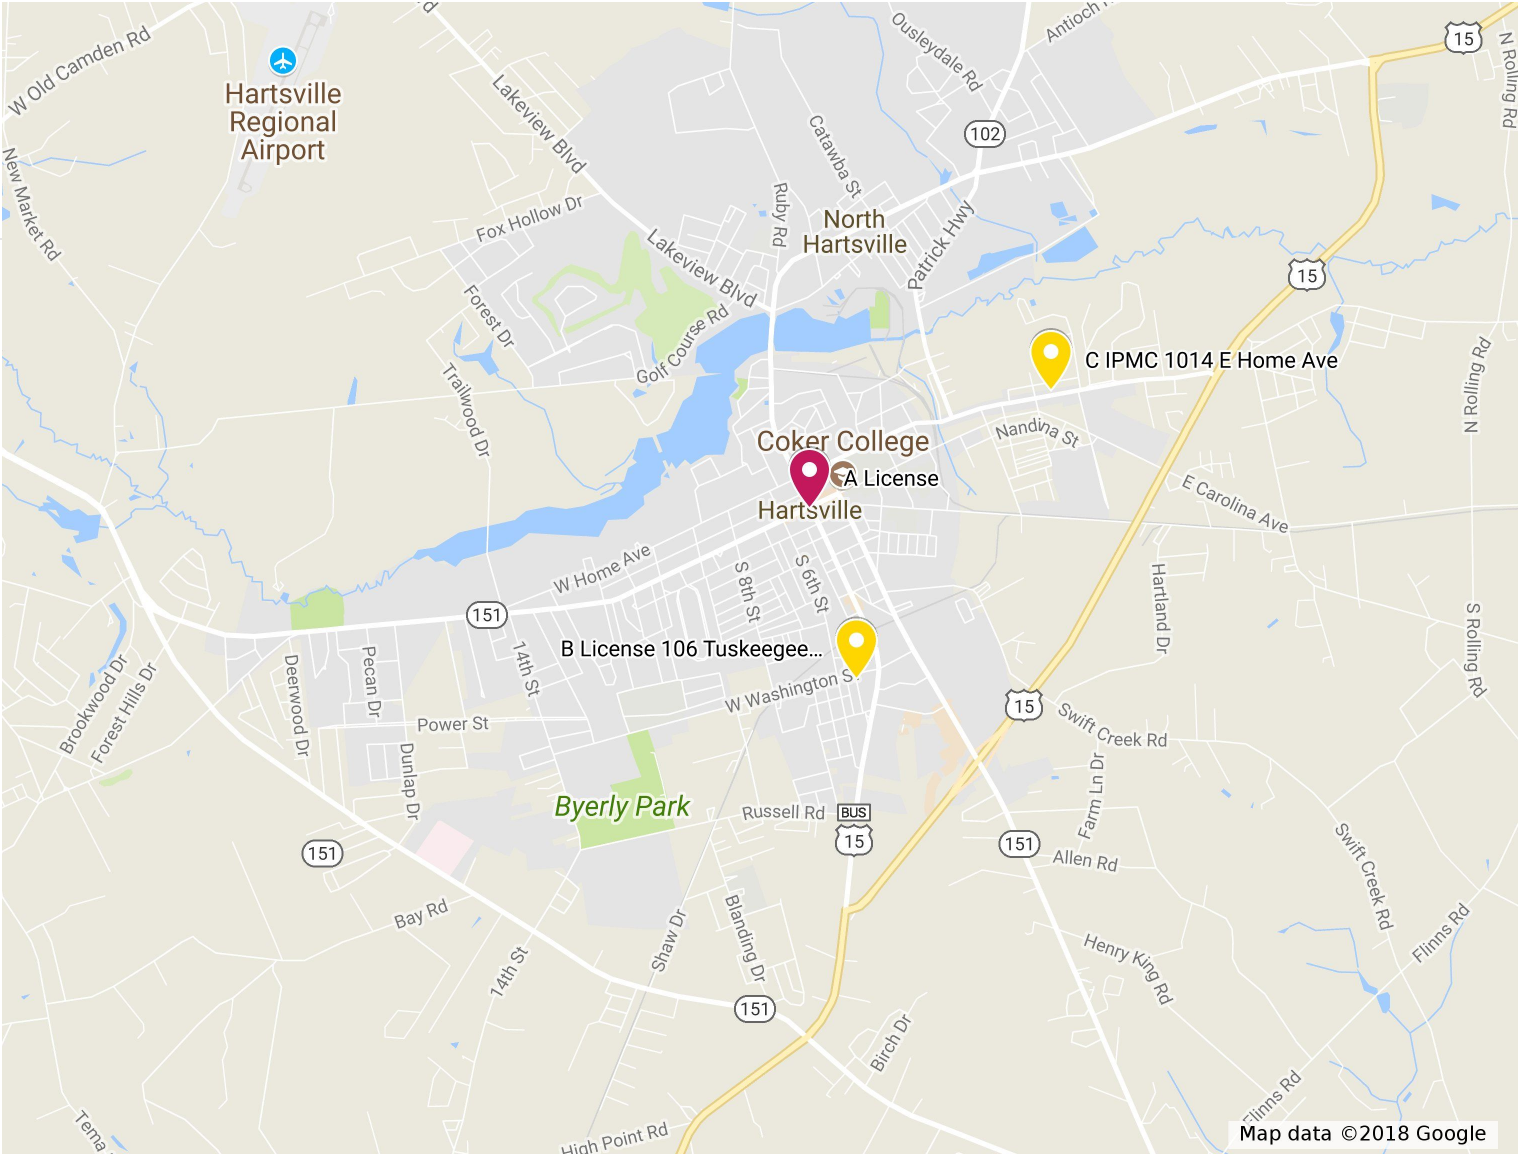 W Old Camden Rd
Hartsville
Regional
Airport
New Market Rd
Lakeview Blvd
Fox Hollow Dr
Ousleydale Rd
Catawba St
102
15
N Rolling Rd
Ruby Rd
North
Hartsville
Patrick Hwy
Lakeview Blvd
15
Forest Dr
Golf Course Rd
C IPMC 1014 E Home Ave
N Rolling Rd
Trailwood Dr
Coker College
Nandina St
A License
Hartsville
E Carolina Ave
W Home Ave
S 8th St
S 6th St
Hartland Dr
151
B License 106 Tuskeegee...
S Rolling Rd
Brookwood Dr
Forest Hills Dr
Deerwood Dr
Pecan Dr
14th St
W Washington St
15
Power St
Swift Creek Rd
Dunlap Dr
Farm Ln Dr
Byerly Park
Russell Rd
BUS
15
151
151
Allen Rd
Swift Creek Rd
Bay Rd
Blanding Dr
Shaw Dr
14th St
Henry King Rd
Flinns Rd
151
Birch Dr
Flinns Rd
High Point Rd
Map data ©2018 Google